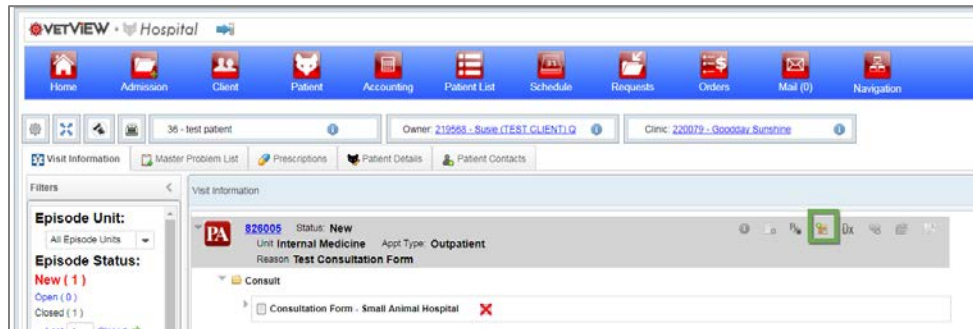 VETVIEW · Hospital
Home Admission Client Patient Accounting Patient List Schedule Requests Orders Mail (0) Navigation
36 - test patient Owner: 219568 - Susie (TEST CLIENT) Q Clinic: 220079 - Goodday, Sunshine
Visit Information Master Problem List Prescriptions Patient Details Patient Contacts
Filters Visit Information
Episode Unit:
All Episode Units
Episode Status:
New ( 1 )
Open ( 0 )
Closed ( 1 )
PA 826005 Status: New
Unit Internal Medicine Appt Type: Outpatient
Reason Test Consultation Form
Dx
Consult
Consultation Form - Small Animal Hospital